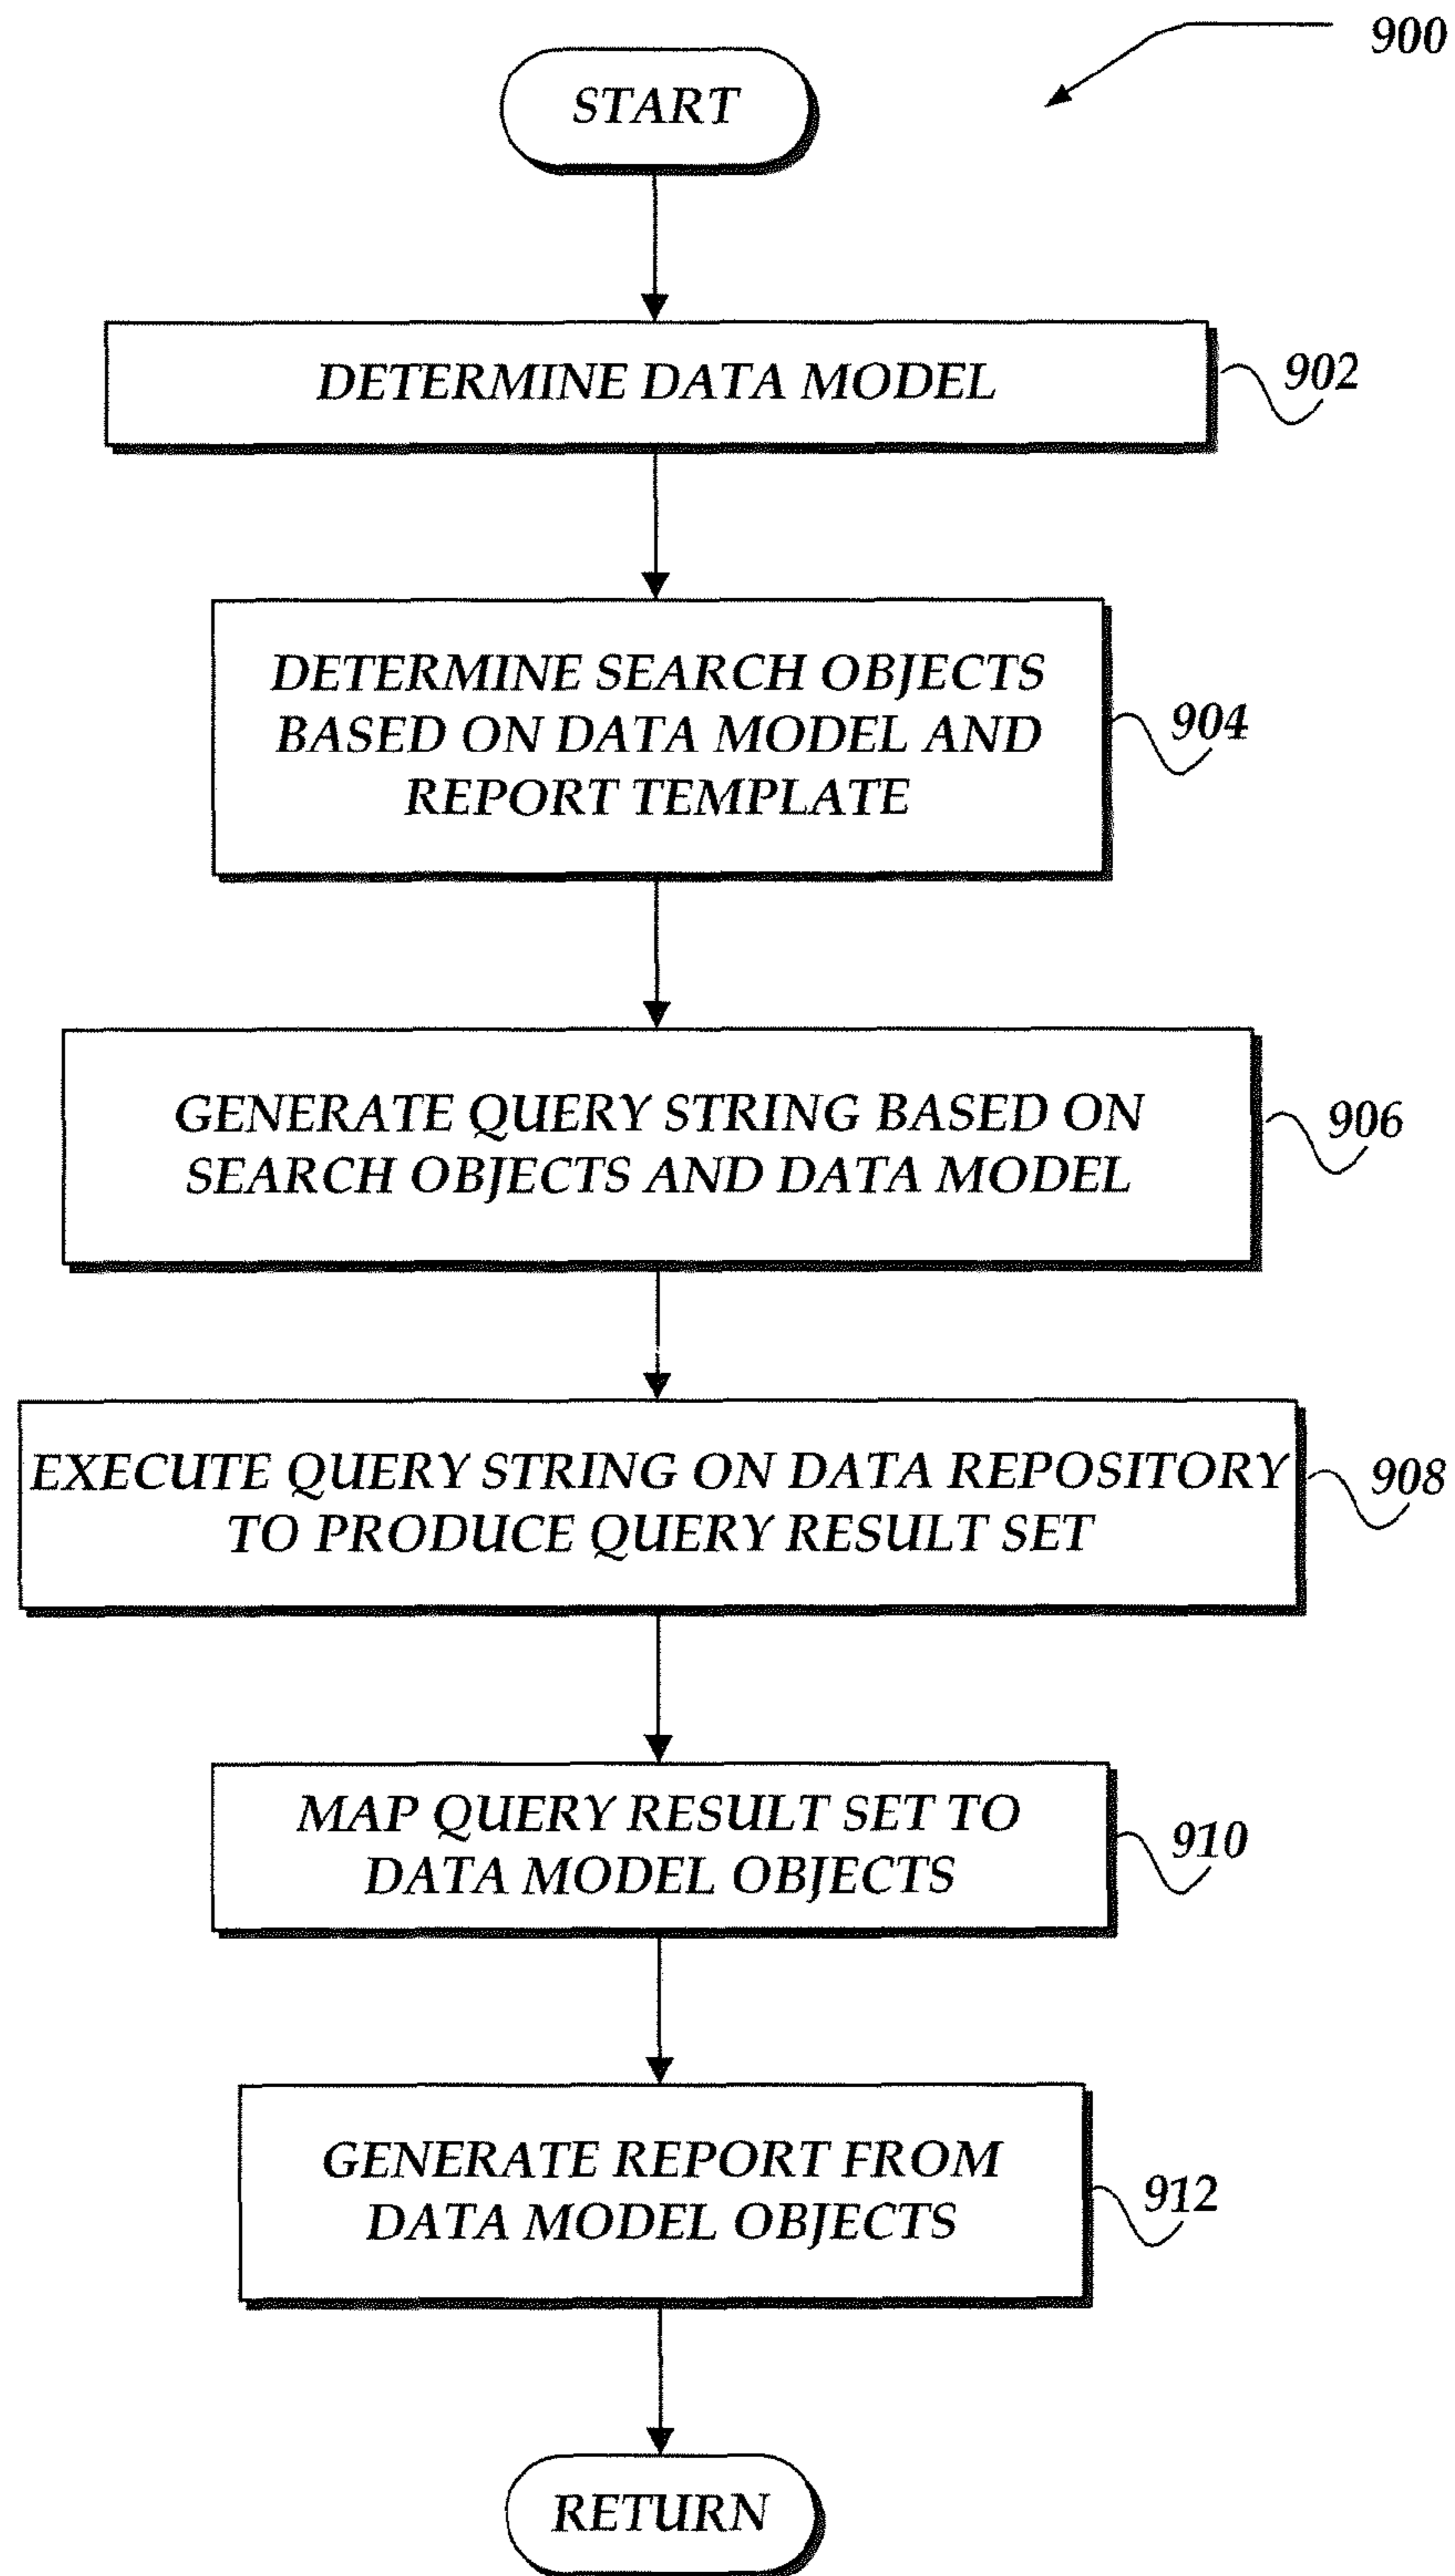 900
START
DETERMINE DATA MODEL
902
DETERMINE SEARCH OBJECTS
BASED ON DATA MODEL AND
REPORT TEMPLATE
904
GENERATE QUERY STRING BASED ON
SEARCH OBJECTS AND DATA MODEL
906
EXECUTE QUERY STRING ON DATA REPOSITORY
TO PRODUCE QUERY RESULT SET
908
MAP QUERY RESULT SET TO
DATA MODEL OBJECTS
910
GENERATE REPORT FROM
DATA MODEL OBJECTS
912
RETURN